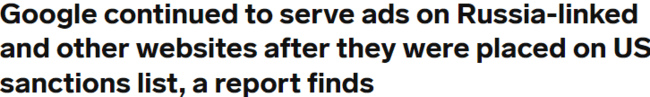 Google continued to serve ads on Russia-linked
and other websites after they were placed on US
sanctions list, a report finds